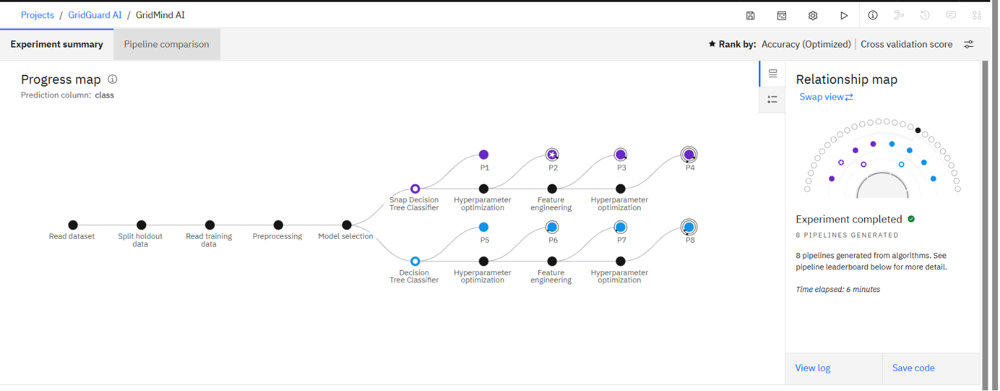 Projects / GridGuard AI / GridMind AI
Experiment summary
Pipeline comparison
Rank by: Accuracy (Optimized) | Cross validation score
Progress map
Prediction column: class
P1
P2
P3
P4
Snap Decision
Tree Classifier
Hyperparameter
optimization
Feature
engineering
Hyperparameter
optimization
Read dataset
Split holdout
data
Read training
data
Preprocessing
Model selection
P5
P6
P7
P8
Decision
Tree Classifier
Hyperparameter
optimization
Feature
engineering
Hyperparameter
optimization
Relationship map
Swap view
Experiment completed
8 PIPELINES GENERATED
8 pipelines generated from algorithms. See
pipeline leaderboard below for more detail.
Time elapsed: 6 minutes
View log
Save code